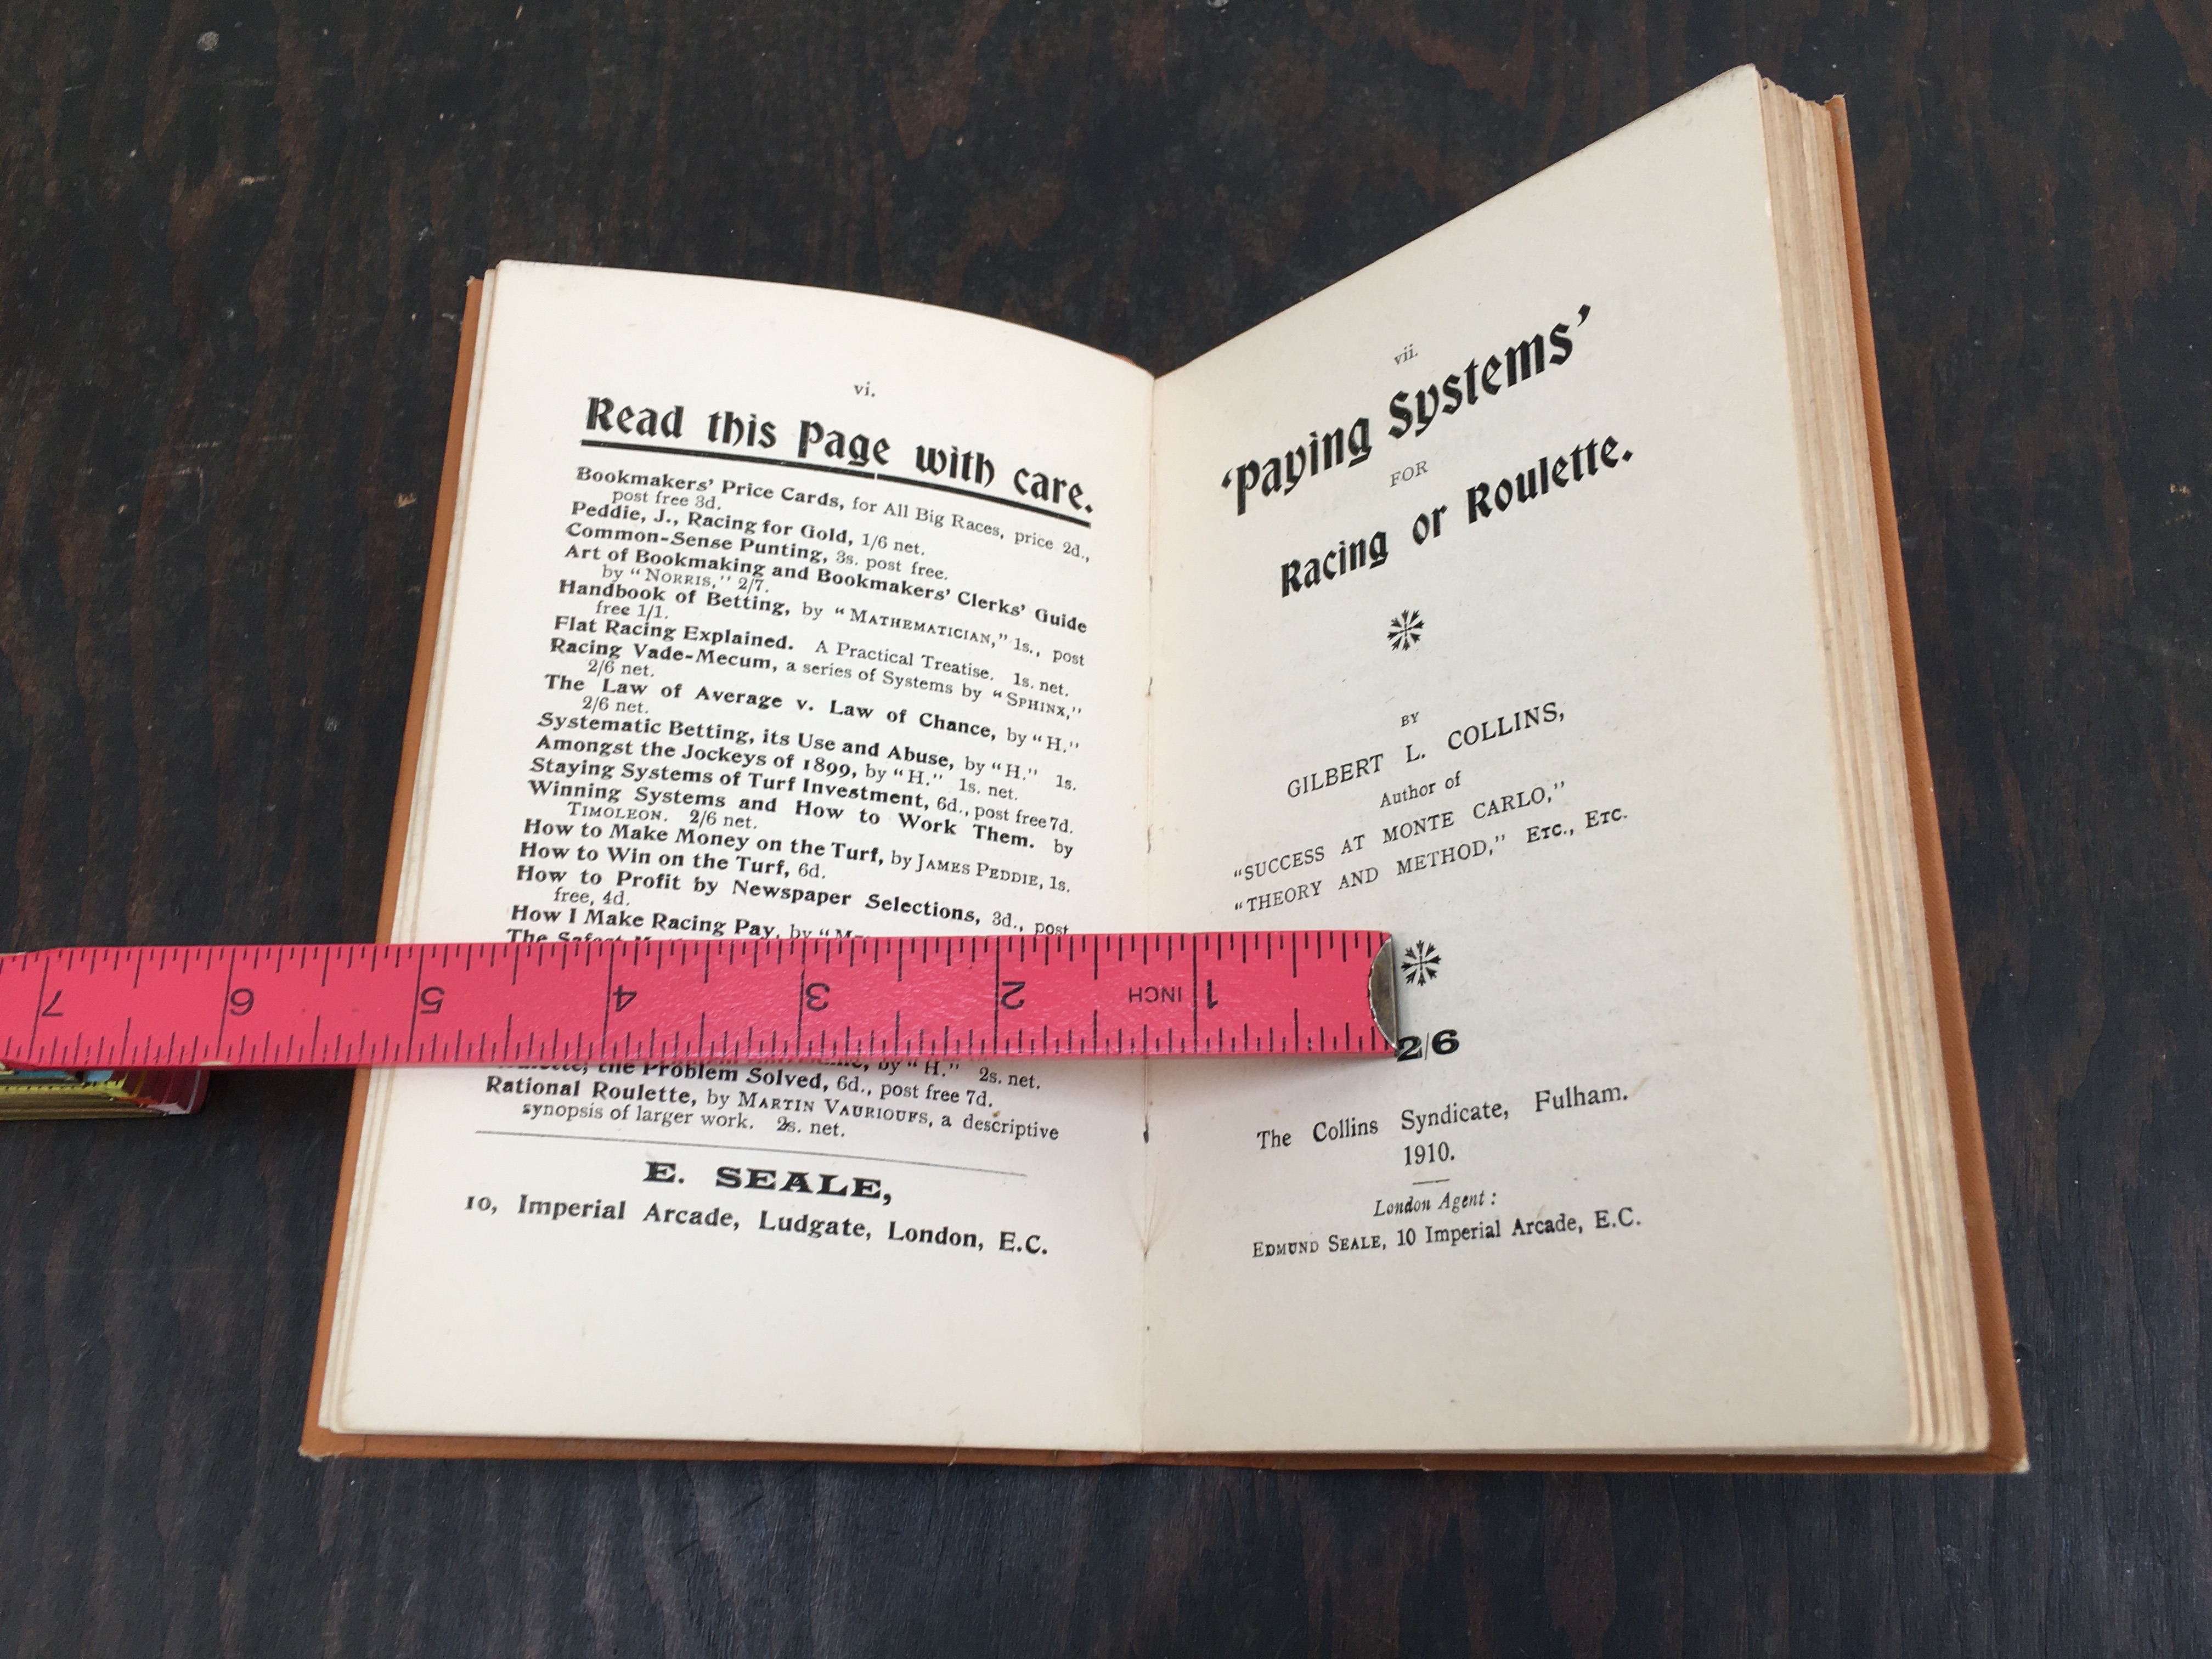 vi.
Read this Page with care.
Bookmakers' Price Cards, for All Big Races, price 2d.,
post free 3d.
Peddie, J., Racing for Gold, 1/6 net.
Common-Sense Punting, 3s. post free.
Art of Bookmaking and Bookmakers' Clerks' Guide
by "NORRIS," 2/7.
Handbook of Betting, by "MATHEMATICIAN," 1s., post
free 1/1.
Flat Racing Explained. A Practical Treatise. 1s. net.
Racing Vade-Mecum, a series of Systems by "SPHINX,"
2/6 net.
The Law of Average v. Law of Chance, by "H."
2/6 net.
Systematic Betting, its Use and Abuse, by "H." 1s.
Amongst the Jockeys of 1899, by "H." 1s. net.
Staying Systems of Turf Investment, 6d., post free 7d.
Winning Systems and How to Work Them. by
TIMOLEON. 2/6 net.
How to Make Money on the Turf, by JAMES PEDDIE, 1s.
How to Win on the Turf, 6d.
How to Profit by Newspaper Selections, 3d., post
free, 4d.
How I Make Racing Pay, by
The Safest
7 6 5 4 3 2 INCH 1
by "H." 2s. net.
the Problem Solved, 6d., post free 7d.
Rational Roulette, by MARTIN VAURIOUFS, a descriptive
synopsis of larger work. 2s. net.
E. SEALE,
10, Imperial Arcade, Ludgate, London, E.C.
vii.
'Paying Systems'
FOR
Racing or Roulette.
BY
GILBERT L. COLLINS,
Author of
"SUCCESS AT MONTE CARLO,"
"THEORY AND METHOD," ETC., ETC.
2/6
The Collins Syndicate, Fulham.
1910.
London Agent:
EDMUND SEALE, 10 Imperial Arcade, E.C.